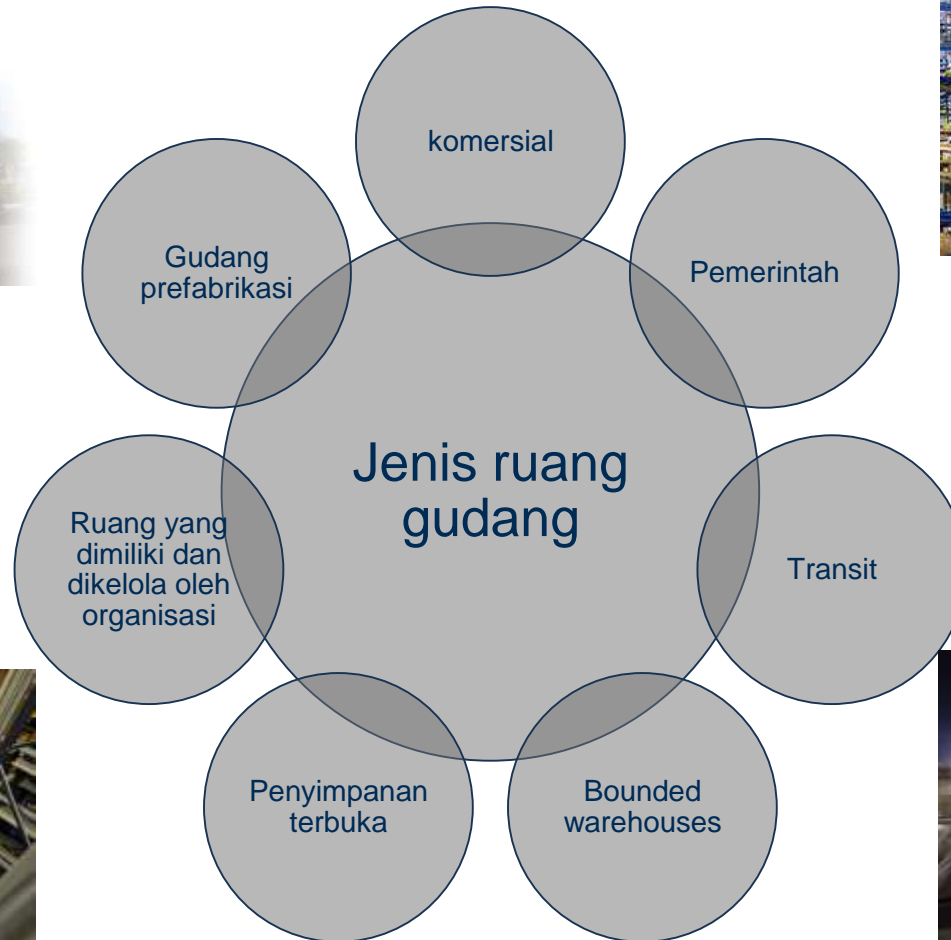 komersial
Pemerintah
Transit
Bounded
warehouses
Penyimpanan
terbuka
Ruang yang
dimiliki dan
dikelola oleh
organisasi
Gudang
prefabrikasi
Jenis ruang
gudang